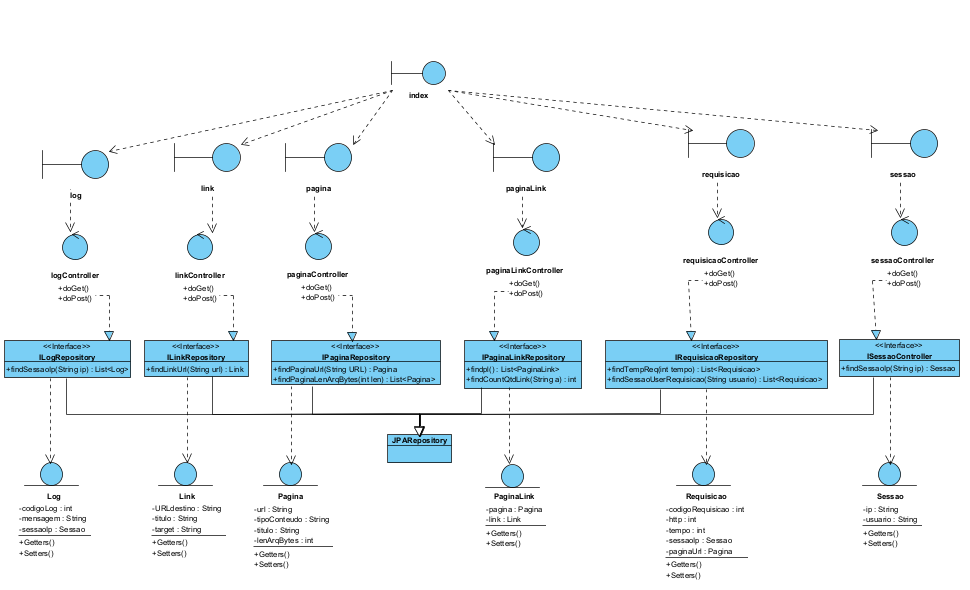 index
log
link
pagina
paginaLink
requisicao
sessao
logController
+doGet()
+doPost()
linkController
+doGet()
+doPost()
paginaController
+doGet()
+doPost()
paginaLinkController
+doGet()
+doPost()
requisicaoController
+doGet()
+doPost()
sessaoController
+doGet()
+doPost()
<<Interface>>
ILogRepository
+findSessaoIp(String ip) : List<Log>
<<Interface>>
ILinkRepository
+findLinkUrl(String url) : Link
<<Interface>>
IPaginaRepository
+findPaginaUrl(String URL) : Pagina
+findPaginaLenArqBytes(int len) : List<Pagina>
<<Interface>>
IPaginaLinkRepository
+findpl() : List<PaginaLink>
+findCountQtdLink(String a) : int
<<Interface>>
IRequisicaoRepository
+findTempReq(int tempo) : List<Requisicao>
+findSessaoUserRequisicao(String usuario) : List<Requisicao>
<<Interface>>
ISessaoController
+findSessaoIp(String ip) : Sessao
JPARepository
Log
-codigoLog : int
-mensagem : String
-sessaoIp : Sessao
+Getters()
+Setters()
Link
-URLdestino : String
-titulo : String
-target : String
+Getters()
+Setters()
Pagina
-url : String
-tipoConteudo : String
-titulo : String
-lenArqBytes : int
+Getters()
+Setters()
PaginaLink
-pagina : Pagina
-link : Link
+Getters()
+Setters()
Requisicao
-codigoRequisicao : int
-http : int
-tempo : int
-sessaoIp : Sessao
-paginaUrl : Pagina
+Getters()
+Setters()
Sessao
-ip : String
-usuario : String
+Getters()
+Setters()